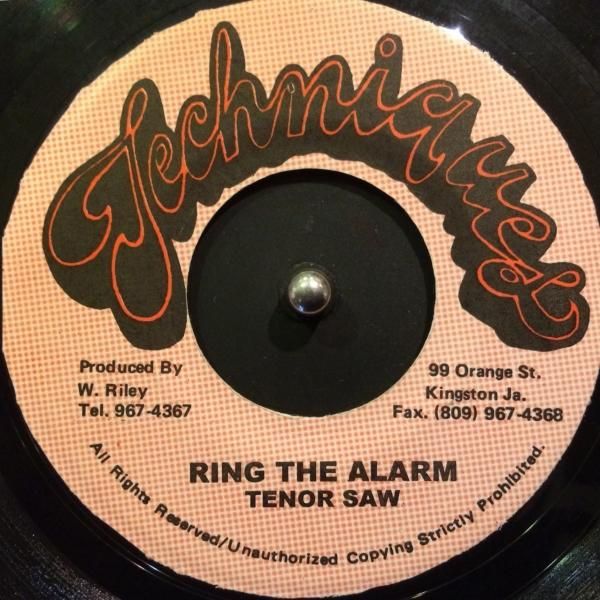 Techniques
Produced By
W. Riley
Tel. 967-4367
99 Orange St.
Kingston Ja.
Fax. (809) 967-4368
RING THE ALARM
TENOR SAW
All Rights Reserved/Unauthorized Copying Strictly Prohibited.